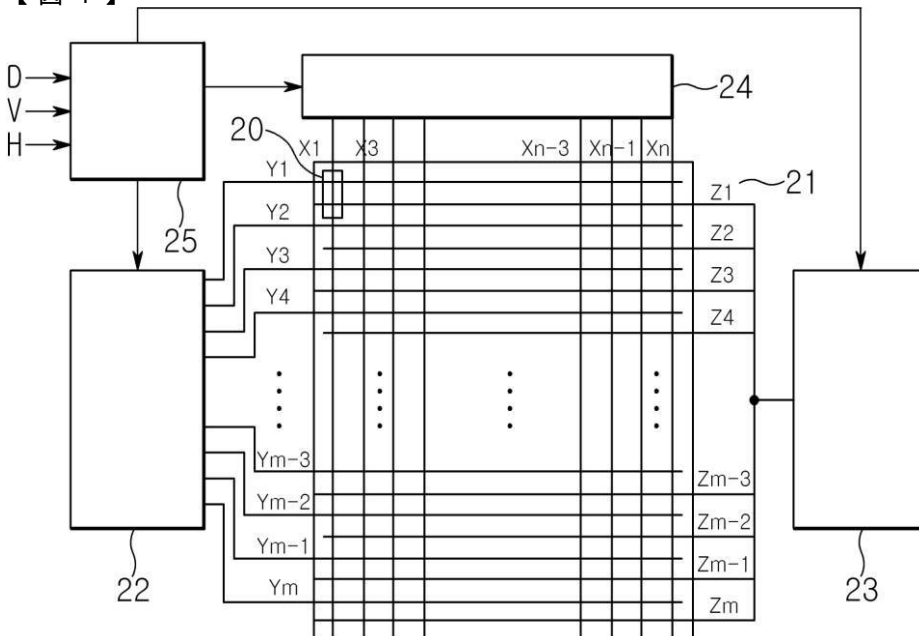 D
V
H
24
20
X1 X3 Xn-3 Xn-1 Xn
21
Y1 Z1
25
Y2 Z2
Y3 Z3
Y4 Z4
Ym-3 Zm-3
Ym-2 Zm-2
Ym-1 Zm-1
22
23
Ym Zm